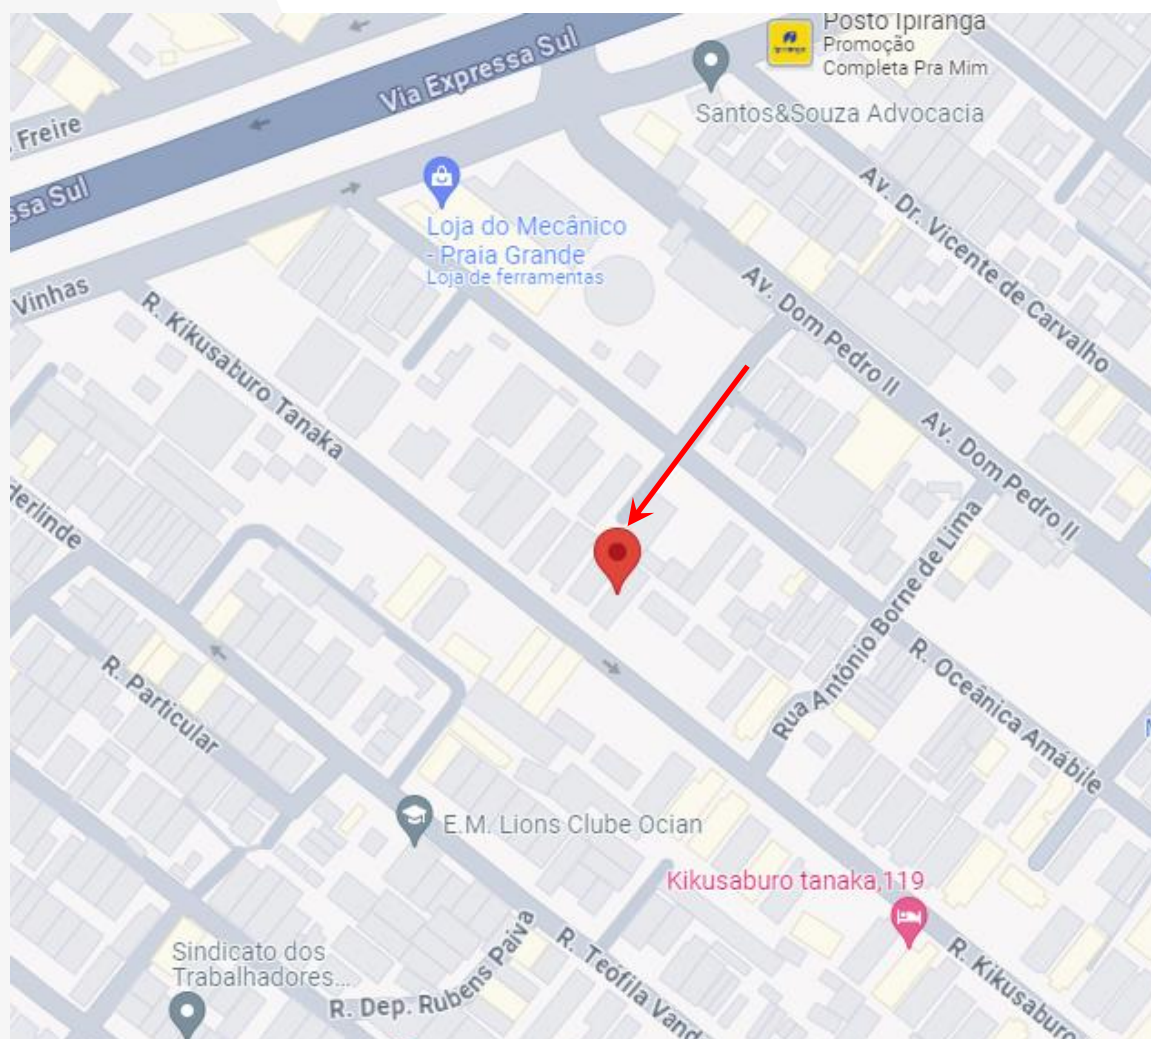 Posto Ipiranga
Promoção
Completa Pra Mim
Santos&Souza Advocacia
Via Expressa Sul
Freire
ssa Sul
Loja do Mecânico
- Praia Grande
Loja de ferramentas
Av. Dr. Vicente de Carvalho
Vinhas
R. Kikusaburo Tanaka
Av. Dom Pedro II
Av. Dom Pedro II
derlinde
Rua Antônio Borne de Lima
R. Oceânica Amábile
R. Particular
E.M. Lions Clube Ocian
Kikusaburo tanaka,119
R. Dep. Rubens Paiva
R. Teófila Vand
R. Kikusaburo
Sindicato dos
Trabalhadores...